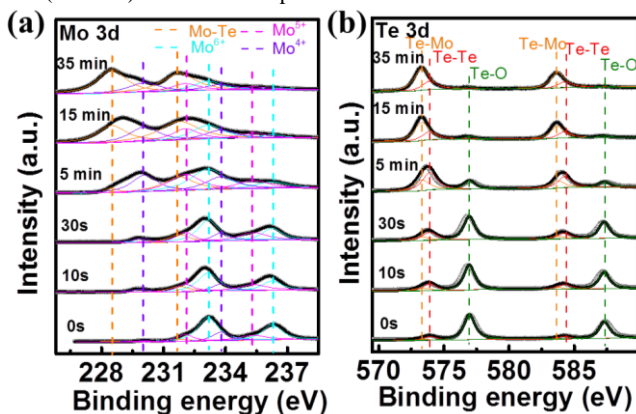 (a) Mo 3d
Mo-Te
Mo⁵⁺
Mo⁶⁺
Mo⁴⁺
35 min
15 min
5 min
30s
10s
0s
Intensity (a.u.)
228 231 234 237
Binding energy (eV)
(b) Te 3d
35 min
Te-Mo
Te-Te
Te-Mo
Te-Te
Te-O
Te-O
15 min
5 min
30s
10s
0s
Intensity (a.u.)
570 575 580 585
Binding energy (eV)